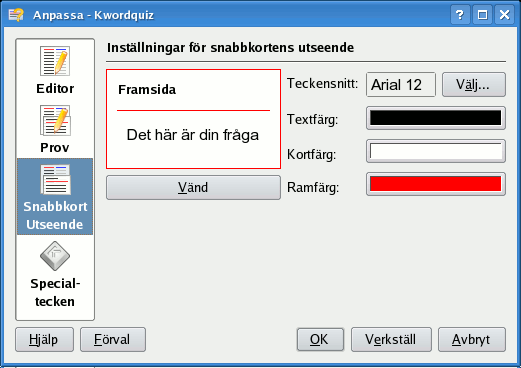 Anpassa - Kwordquiz
Editor
Prov
Snabbkort
Utseende
Special-
tecken
Inställningar för snabbkortens utseende
Framsida
Det här är din fråga
Vänd
Teckensnitt: Arial 12 Välj...
Textfärg:
Kortfärg:
Ramfärg:
Hjälp Förval OK Verkställ Avbryt